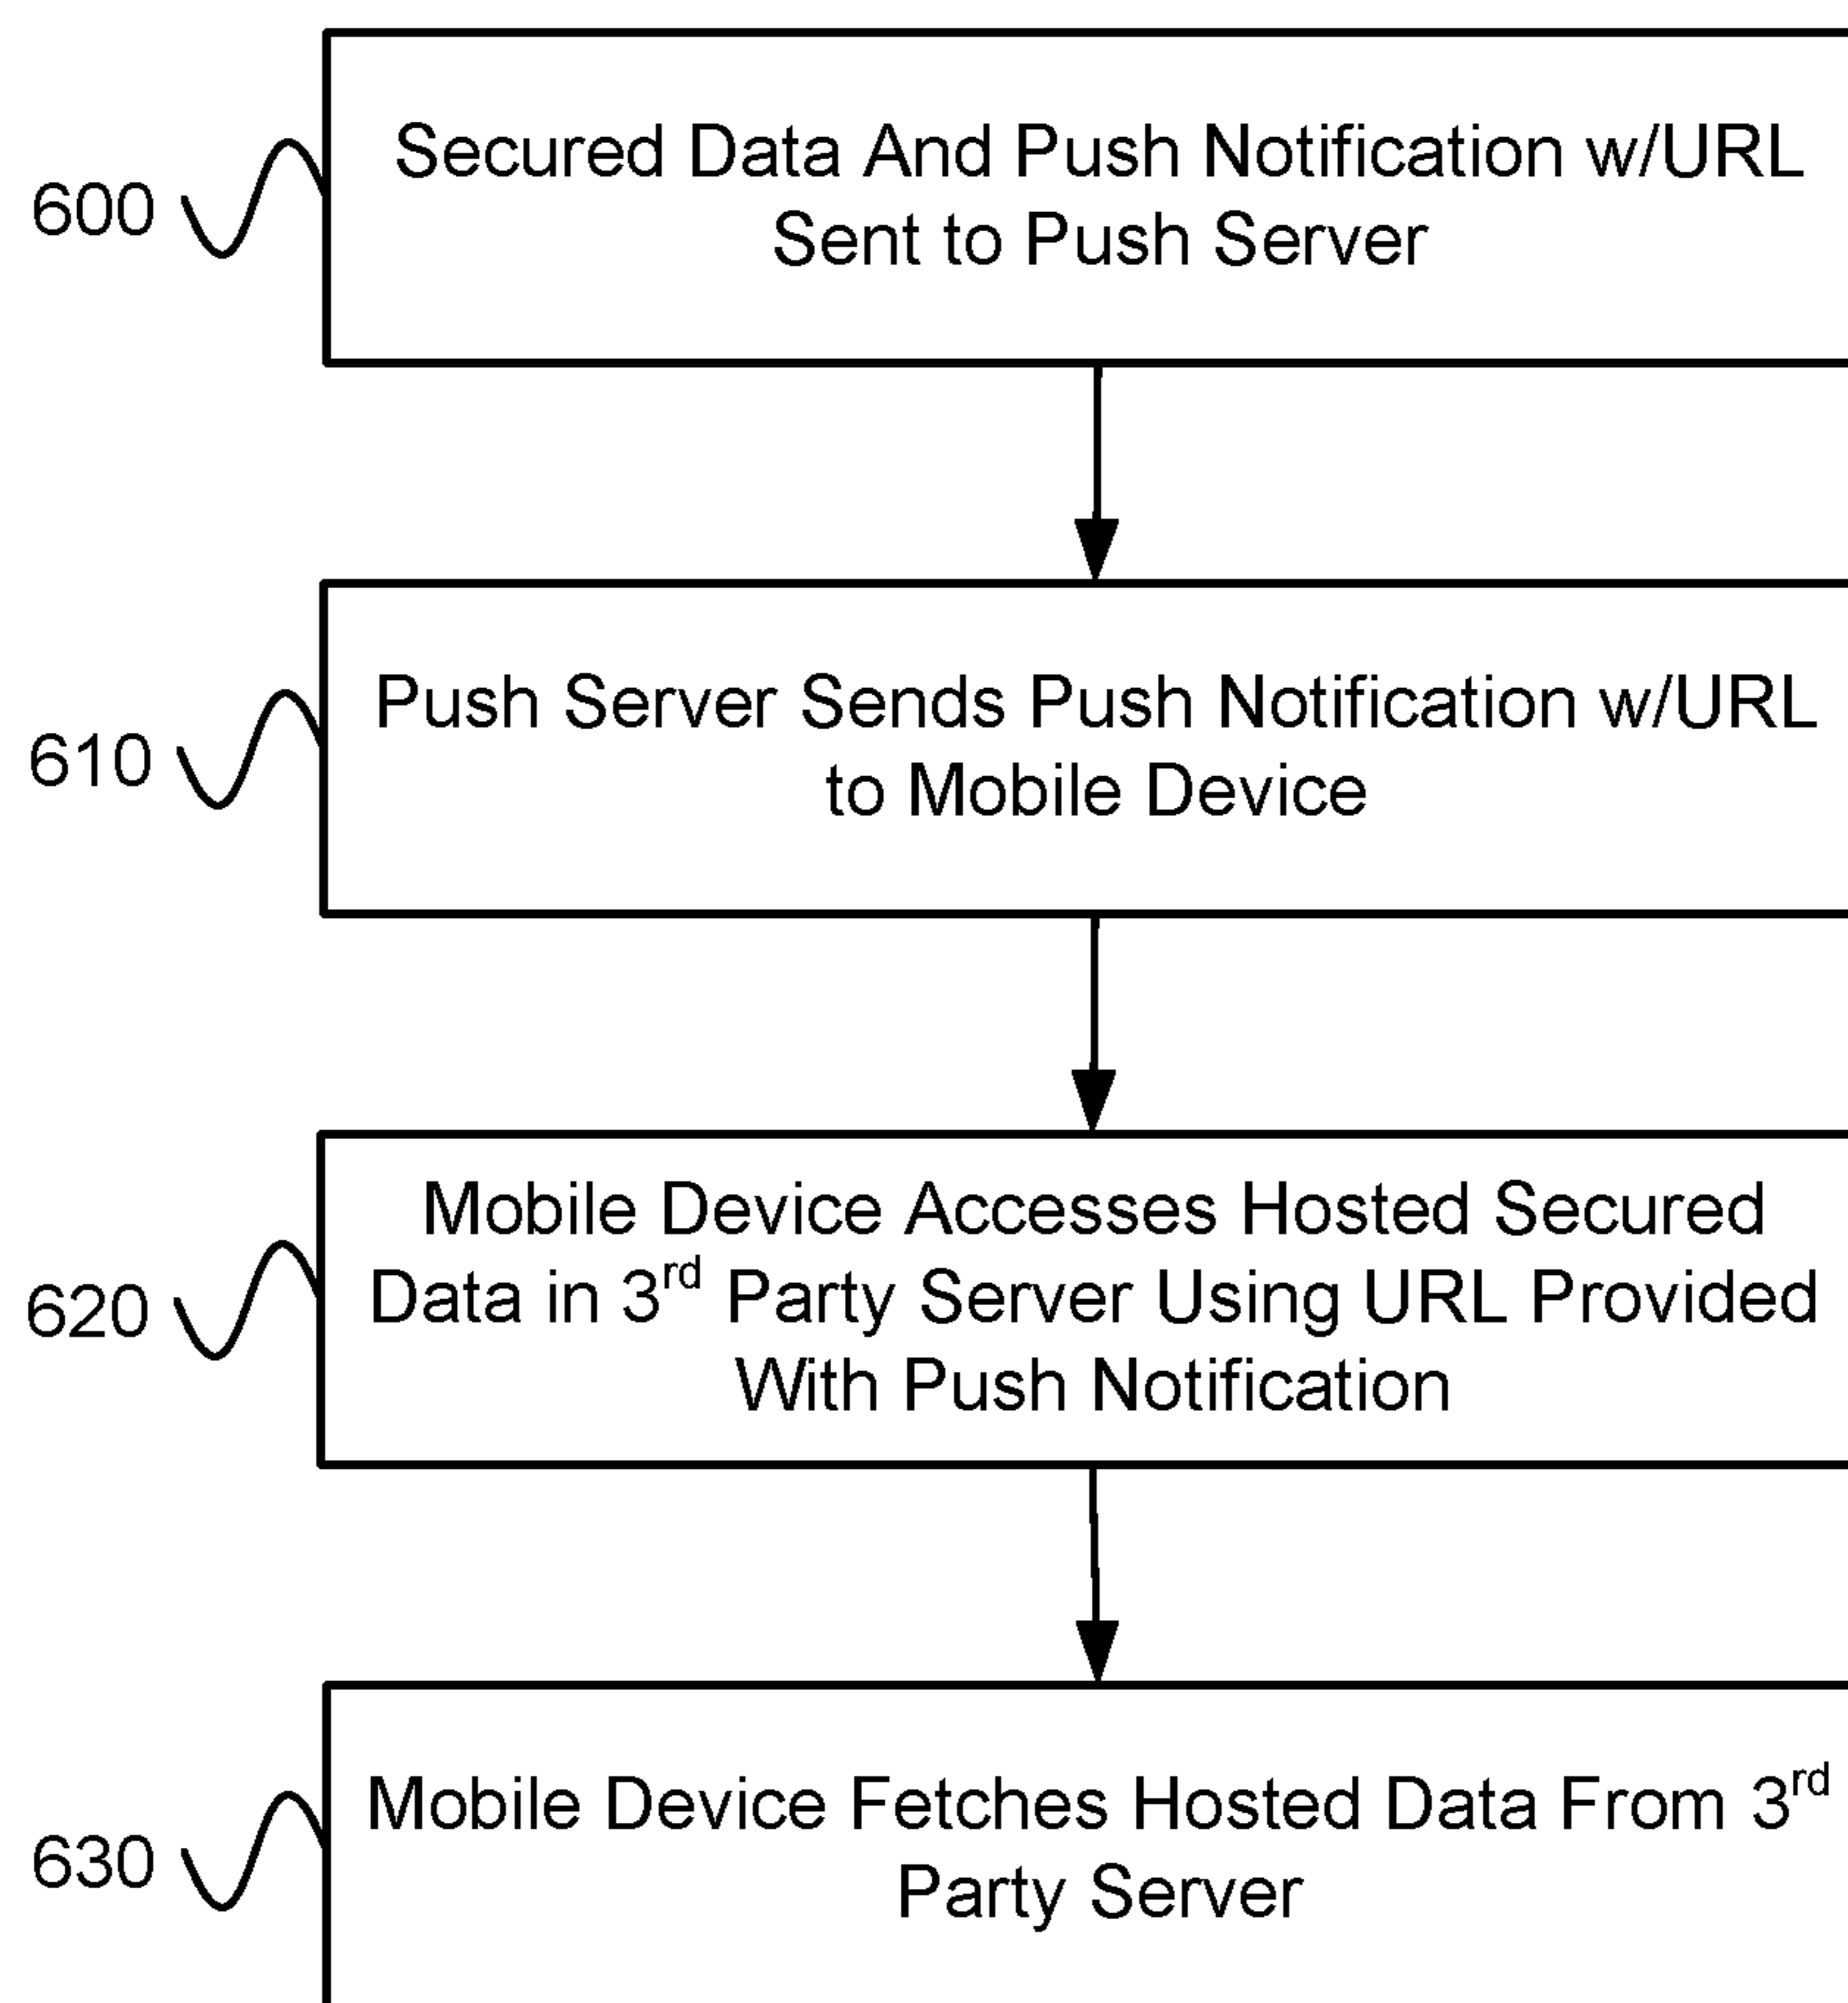 600
Secured Data And Push Notification w/URL
Sent to Push Server
610
Push Server Sends Push Notification w/URL
to Mobile Device
620
Mobile Device Accesses Hosted Secured
Data in 3rd Party Server Using URL Provided
With Push Notification
630
Mobile Device Fetches Hosted Data From 3rd
Party Server